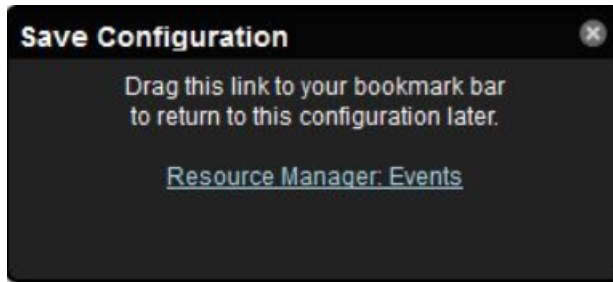 Save Configuration
Drag this link to your bookmark bar
to return to this configuration later.
Resource Manager: Events